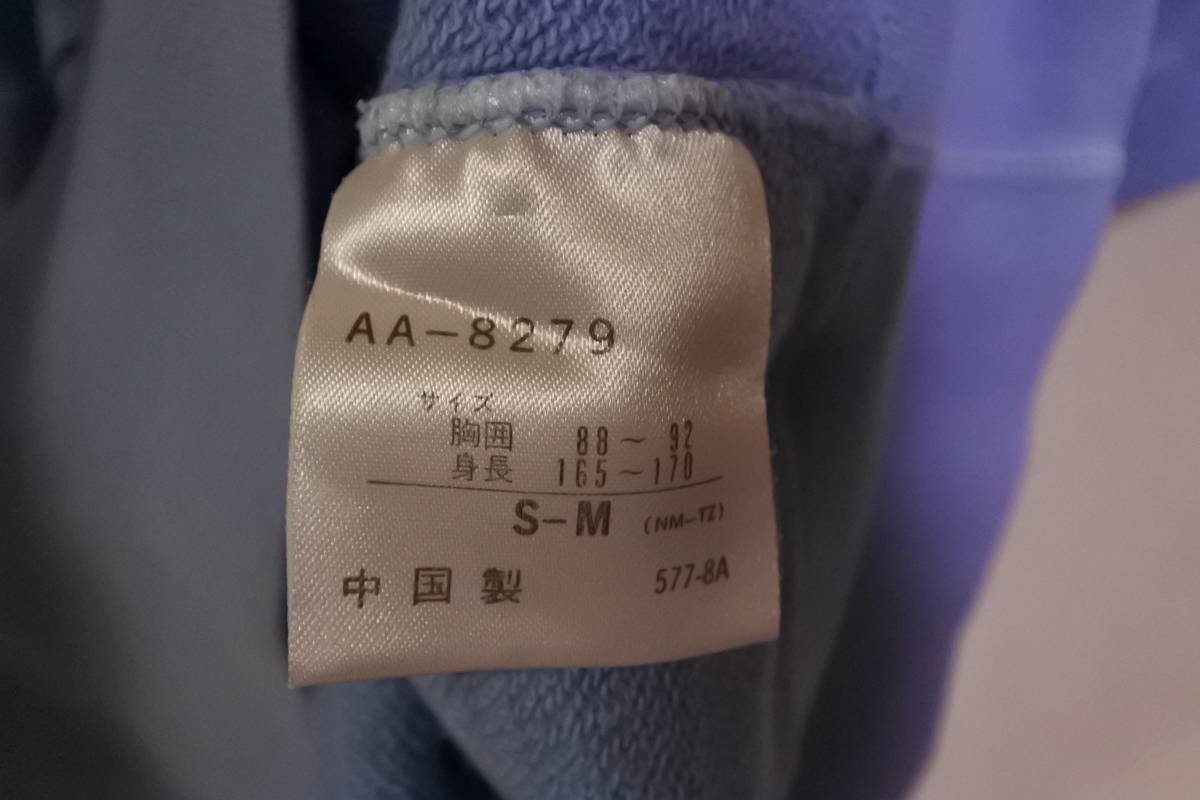 AA-8279
サイズ
胸囲 88～92
身長 165～170
S-M (NM-TZ)
中国製 577-8A